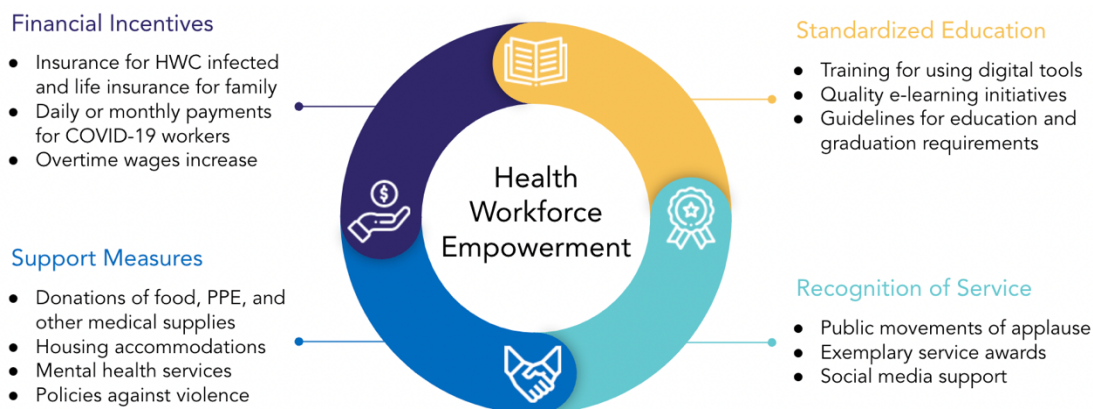 Financial Incentives
● Insurance for HWC infected
and life insurance for family
● Daily or monthly payments
for COVID-19 workers
● Overtime wages increase
Support Measures
● Donations of food, PPE, and
other medical supplies
● Housing accommodations
● Mental health services
● Policies against violence
$
Health
Workforce
Empowerment
Standardized Education
● Training for using digital tools
● Quality e-learning initiatives
● Guidelines for education and
graduation requirements
Recognition of Service
● Public movements of applause
● Exemplary service awards
● Social media support